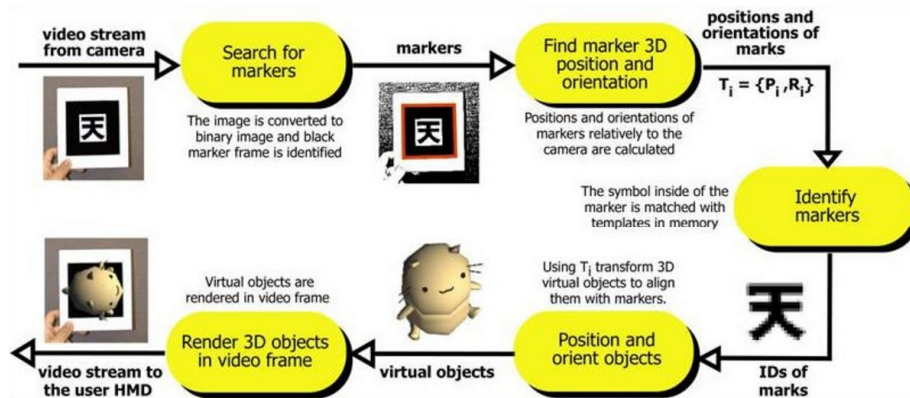 video stream
from camera
Search for
markers
The image is converted to
binary image and black
marker frame is identified
天
markers
天
Find marker 3D
position and
orientation
Positions and orientations of
markers relatively to the
camera are calculated
positions and
orientations of
marks
Tᵢ = {Pᵢ ,Rᵢ}
The symbol inside of the
marker is matched with
templates in memory
Identify
markers
天
IDs of
marks
Using Tᵢ transform 3D
virtual objects to align
them with markers.
Position and
orient objects
virtual objects
Virtual objects are
rendered in video frame
Render 3D objects
in video frame
video stream to
the user HMD